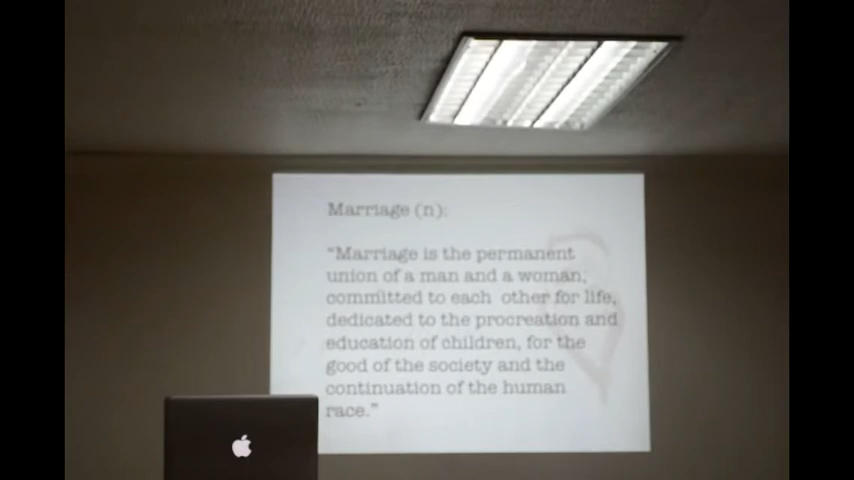 Marriage (n):
“Marriage is the permanent
union of a man and a woman,
committed to each other for life,
dedicated to the procreation and
education of children, for the
good of the society and the
continuation of the human
race.”